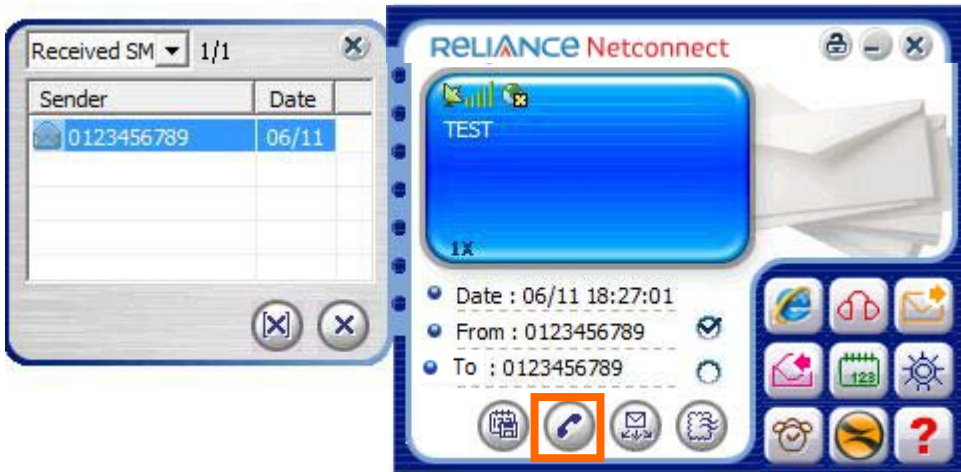 Received SM 1/1
Sender Date
0123456789 06/11
RELIANCE Netconnect
TEST
1X
Date : 06/11 18:27:01
From : 0123456789
To : 0123456789
123
?